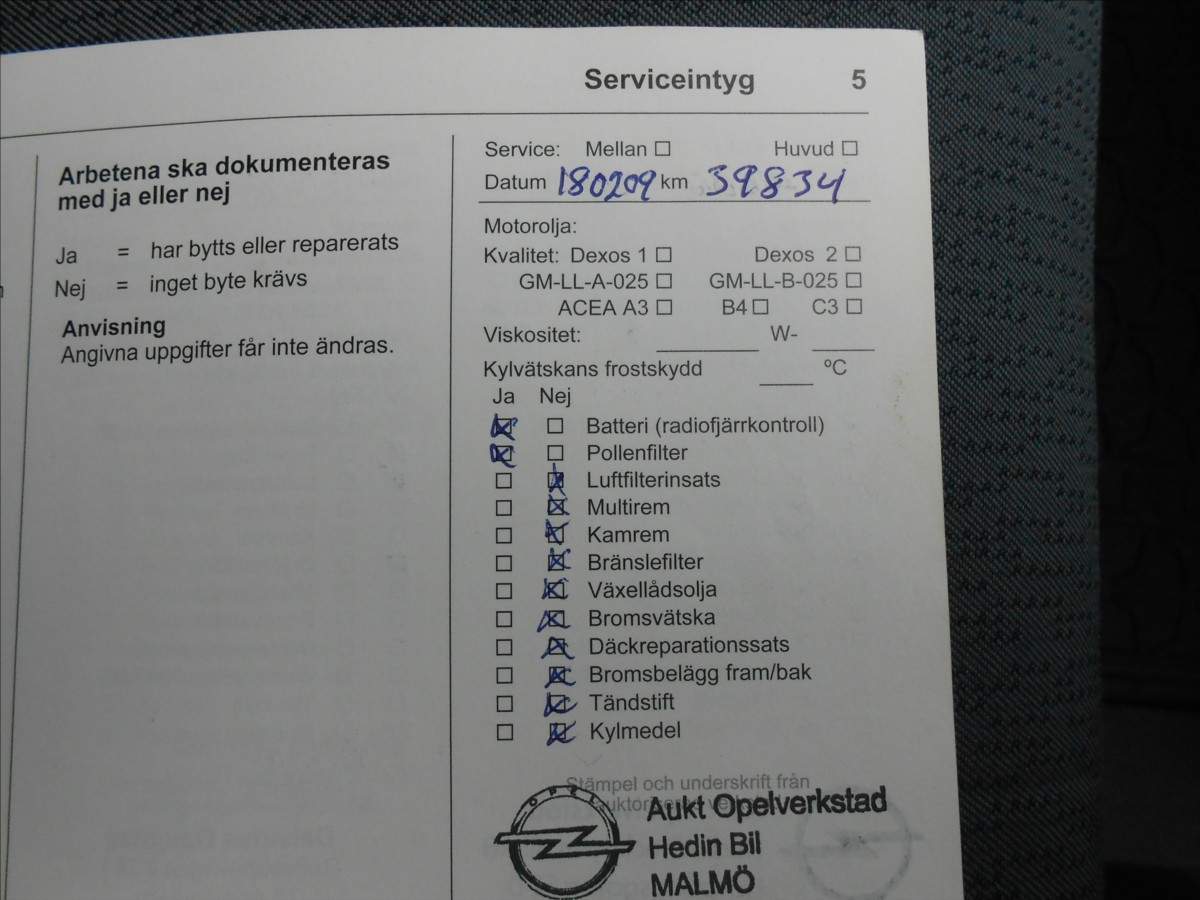 Serviceintyg 5
Arbetena ska dokumenteras
med ja eller nej
Ja = har bytts eller reparerats
Nej = inget byte krävs
Anvisning
Angivna uppgifter får inte ändras.
Service: Mellan ☐ Huvud ☐
Datum 180209 km 39834
Motorolja:
Kvalitet: Dexos 1 ☐ Dexos 2 ☐
GM-LL-A-025 ☐ GM-LL-B-025 ☐
ACEA A3 ☐ B4 ☐ C3 ☐
Viskositet: W-
Kylvätskans frostskydd ºC
Ja Nej
☒ ☐ Batteri (radiofjärrkontroll)
☒ ☐ Pollenfilter
☐ ☒ Luftfilterinsats
☐ ☒ Multirem
☐ ☒ Kamrem
☐ ☒ Bränslefilter
☐ ☒ Växellådsolja
☐ ☒ Bromsvätska
☐ ☒ Däckreparationssats
☐ ☒ Bromsbelägg fram/bak
☐ ☒ Tändstift
☐ ☒ Kylmedel
Stämpel och underskrift från
OPEL
Aukt Opelverkstad
Hedin Bil
MALMÖ